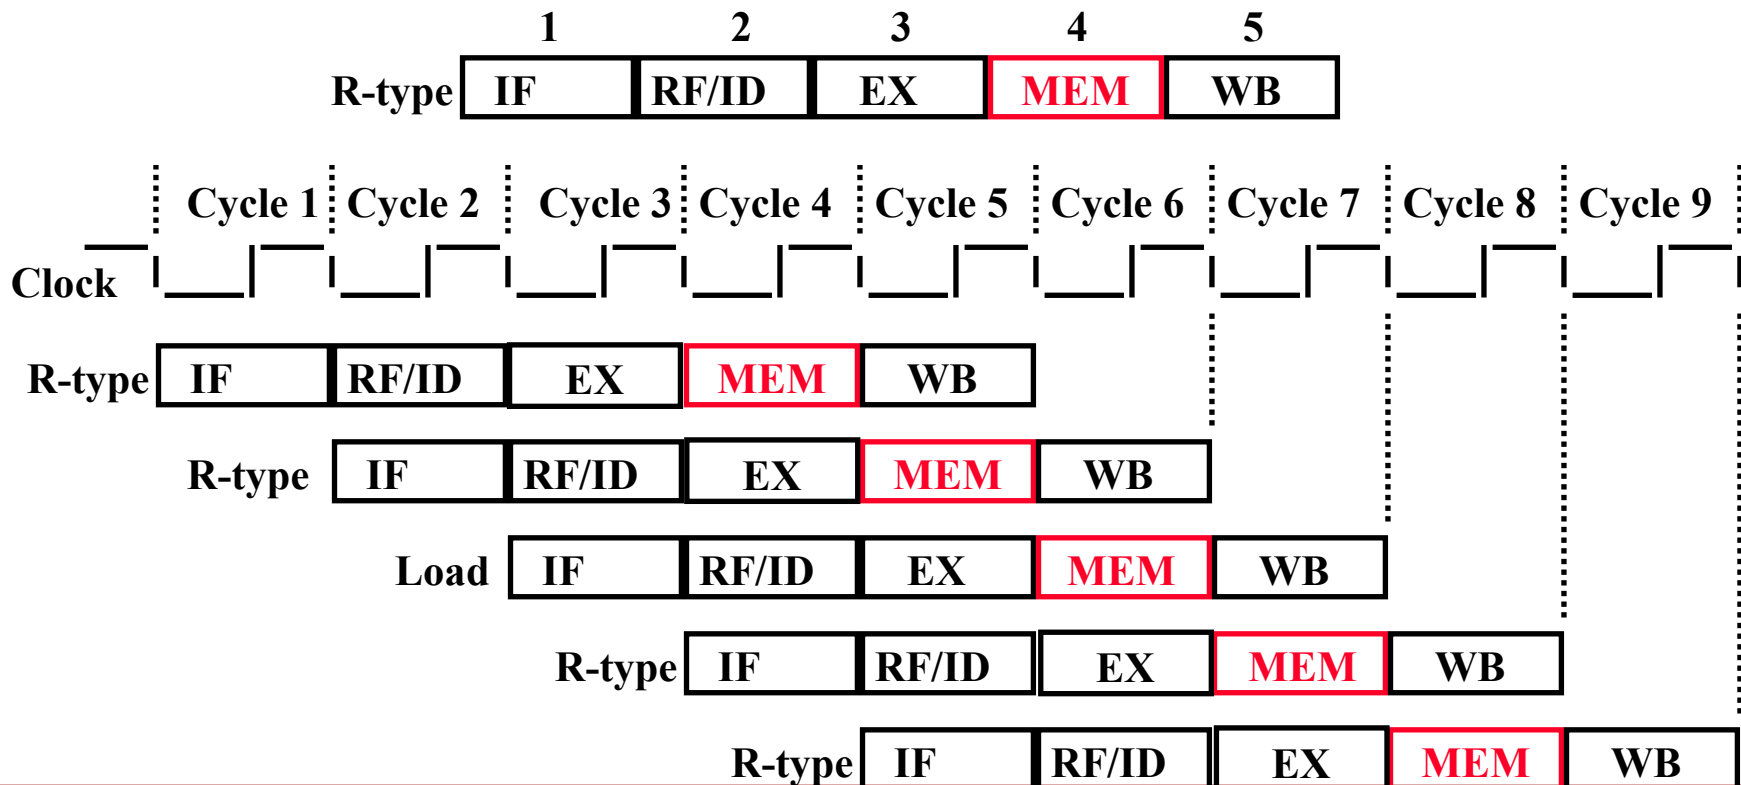 1 2 3 4 5
R-type IF RF/ID EX MEM WB
Cycle 1 Cycle 2 Cycle 3 Cycle 4 Cycle 5 Cycle 6 Cycle 7 Cycle 8 Cycle 9
Clock
R-type IF RF/ID EX MEM WB
R-type IF RF/ID EX MEM WB
Load IF RF/ID EX MEM WB
R-type IF RF/ID EX MEM WB
R-type IF RF/ID EX MEM WB